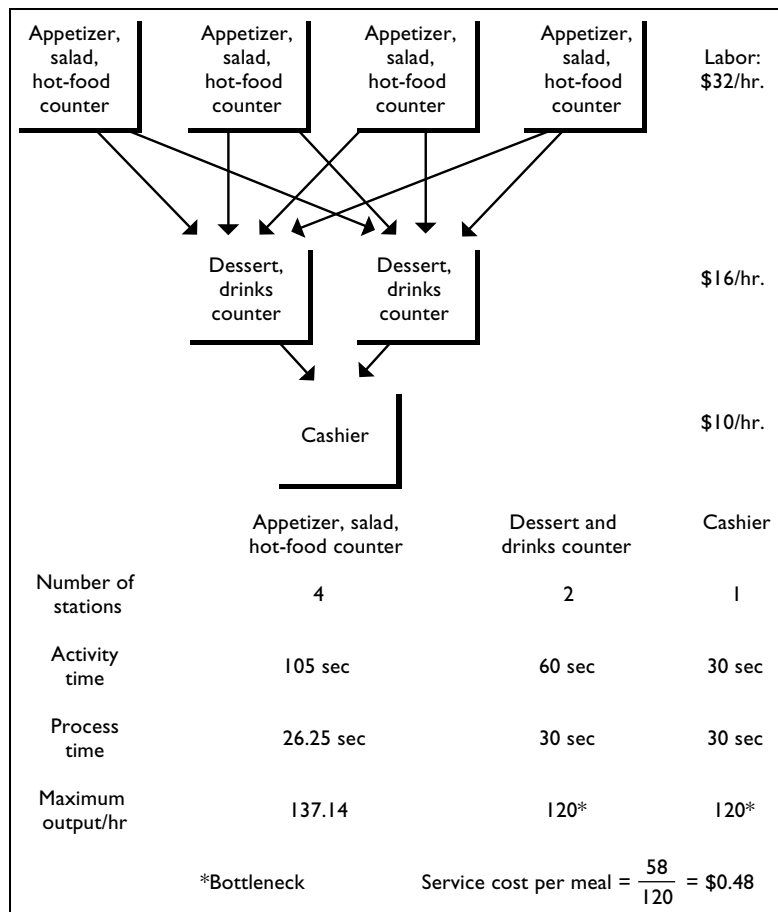 Appetizer,
salad,
hot-food
counter
Appetizer,
salad,
hot-food
counter
Appetizer,
salad,
hot-food
counter
Appetizer,
salad,
hot-food
counter
Labor:
$32/hr.
Dessert,
drinks
counter
Dessert,
drinks
counter
$16/hr.
Cashier
$10/hr.
Appetizer, salad,
hot-food counter
Dessert and
drinks counter
Cashier
Number of
stations
4
2
1
Activity
time
105 sec
60 sec
30 sec
Process
time
26.25 sec
30 sec
30 sec
Maximum
output/hr
137.14
120*
120*
*Bottleneck
Service cost per meal = 58/120 = $0.48